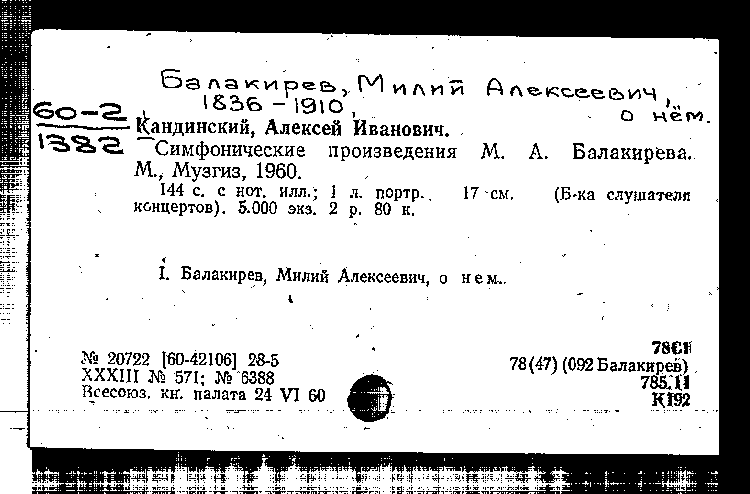 Балакирев, Милий Алексеевич,
1836-1910,
о нём.
60-2
1382
Кандинский, Алексей Иванович.
Симфонические произведения М. А. Балакирева.
М., Музгиз, 1960.
144 с. с нот. илл.; 1 л. портр. 17 см. (Б-ка слушателя
концертов). 5.000 экз. 2 р. 80 к.
I. Балакирев, Милий Алексеевич, о нем.
78С1
№ 20722 [60-42106] 28-5
78(47)(092 Балакирев)
XXXIII № 571; № 6388
785.11
Всесоюз. кн. палата 24 VI 60
К192